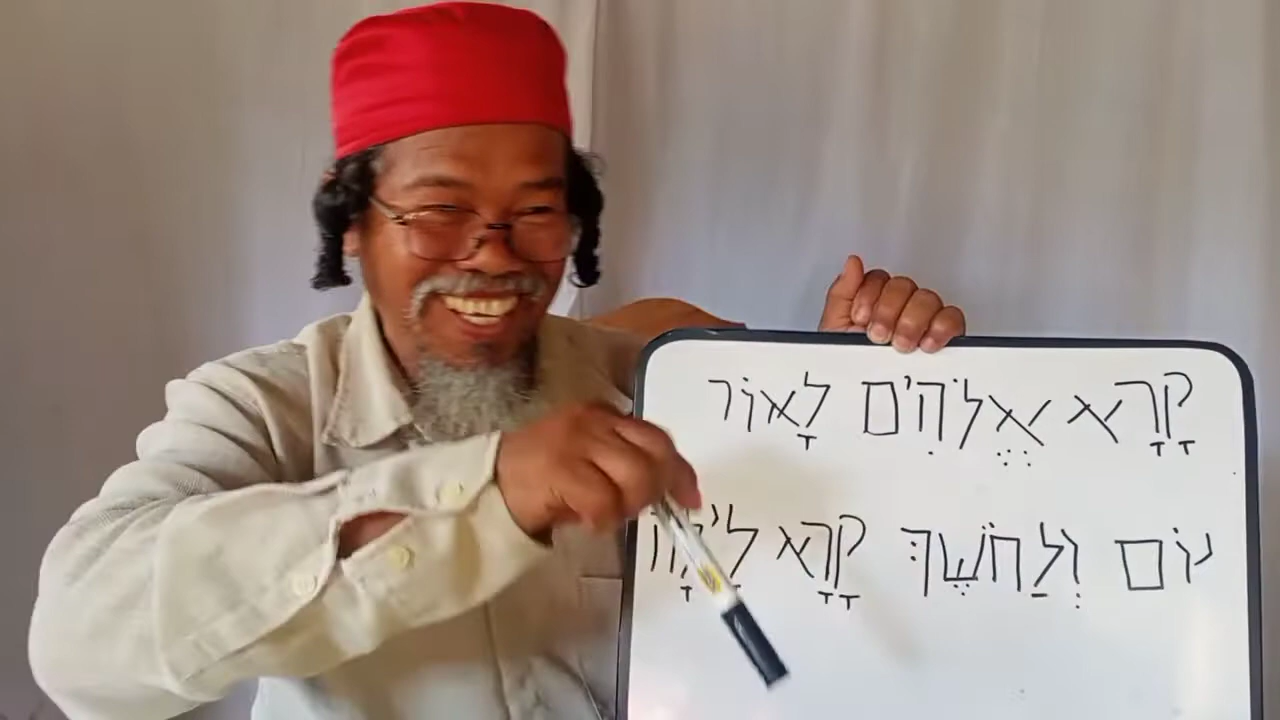 קָרָא אֱלֹהִים לָאוֹר
יוֹם וְלַחֹשֶׁךְ קָרָא